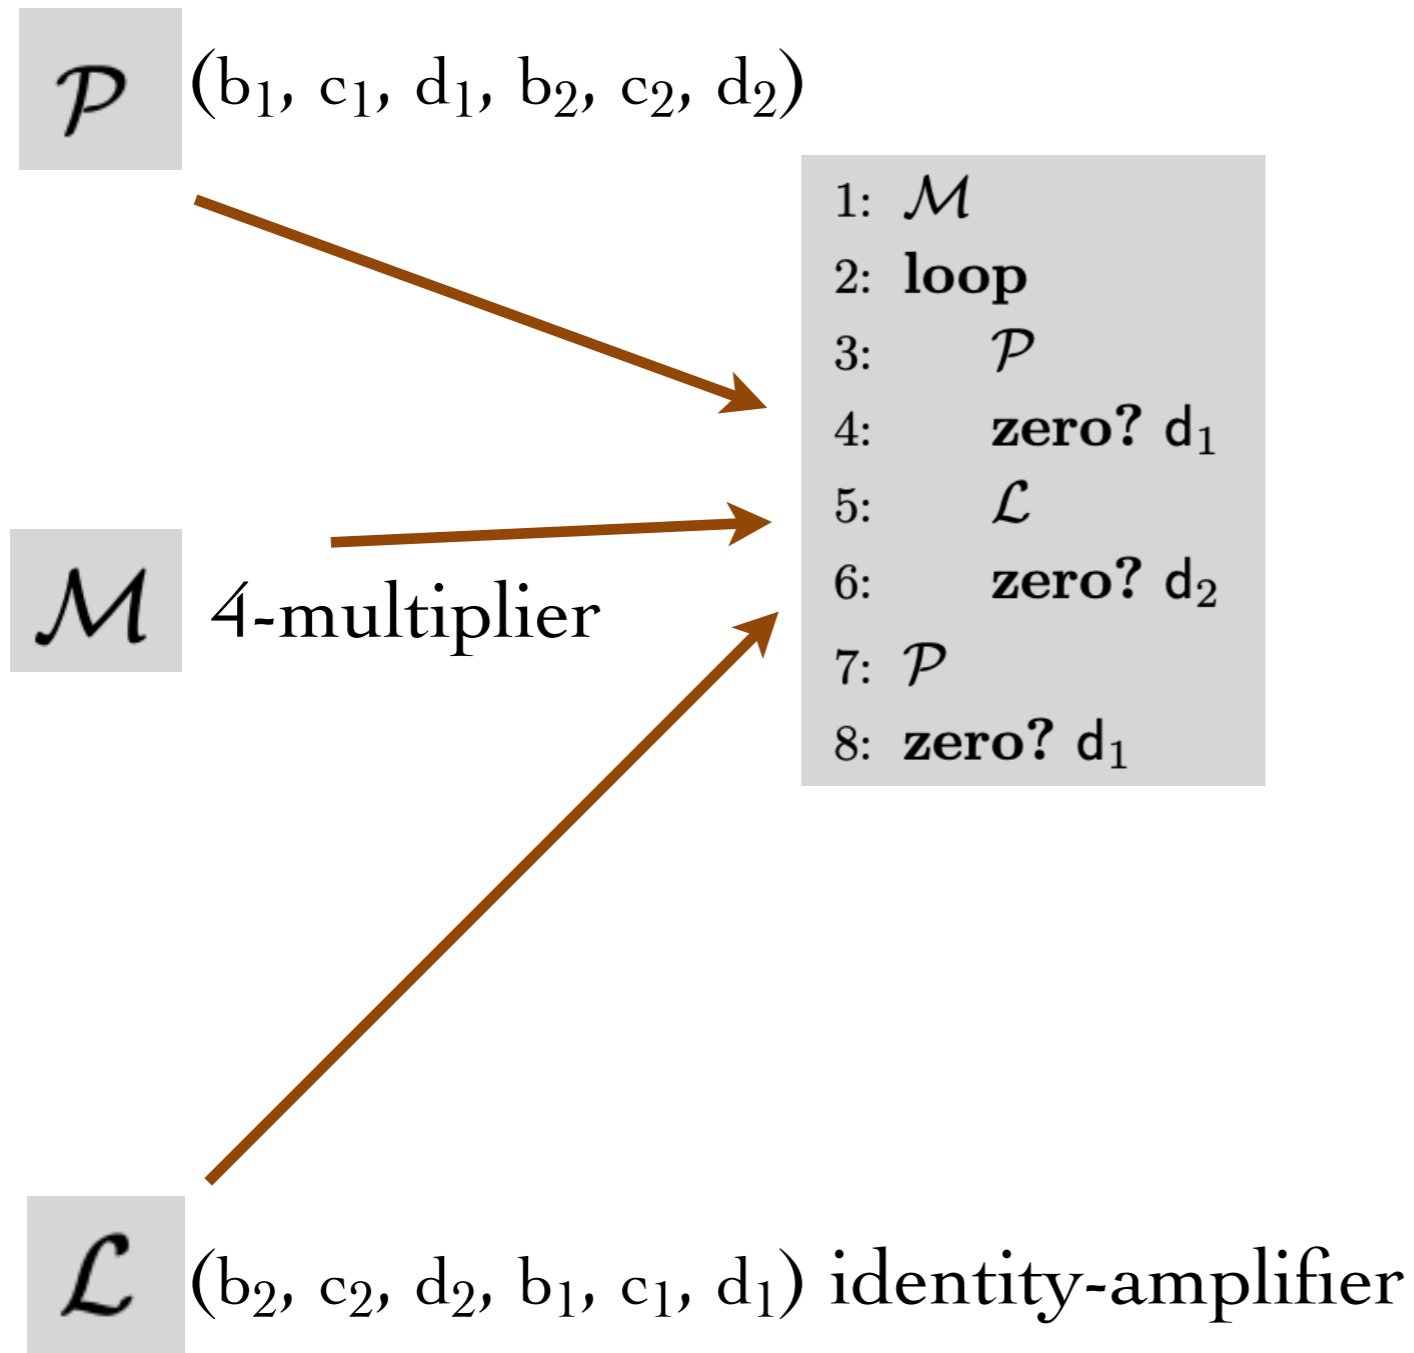 𝒫 (b₁, c₁, d₁, b₂, c₂, d₂)
1: ℳ
2: loop
3: 𝒫
4: zero? d₁
5: ℒ
6: zero? d₂
7: 𝒫
8: zero? d₁
ℳ 4-multiplier
ℒ (b₂, c₂, d₂, b₁, c₁, d₁) identity-amplifier